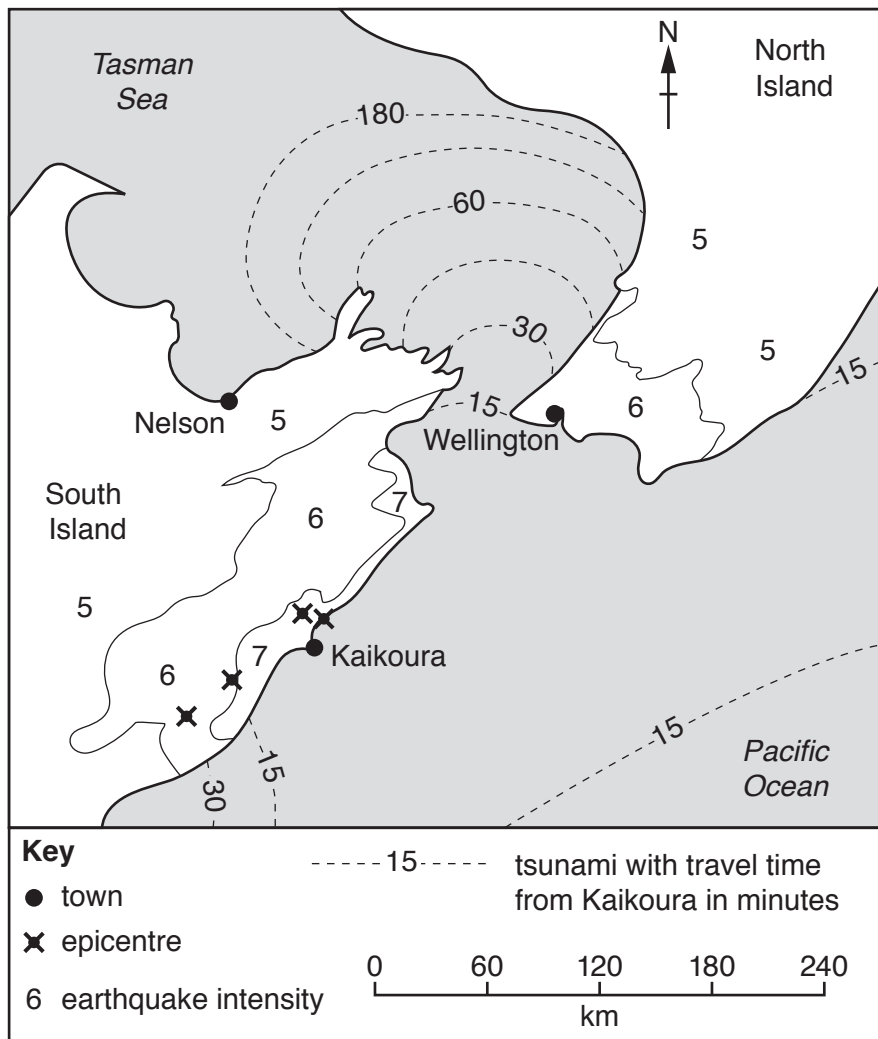 Tasman
Sea
N
North
Island
180
60
5
30
5
15
15
6
Nelson
5
Wellington
South
Island
7
6
5
7
Kaikoura
6
15
Pacific
Ocean
15
30
Key
15
tsunami with travel time
from Kaikoura in minutes
town
epicentre
6 earthquake intensity
0 60 120 180 240
km